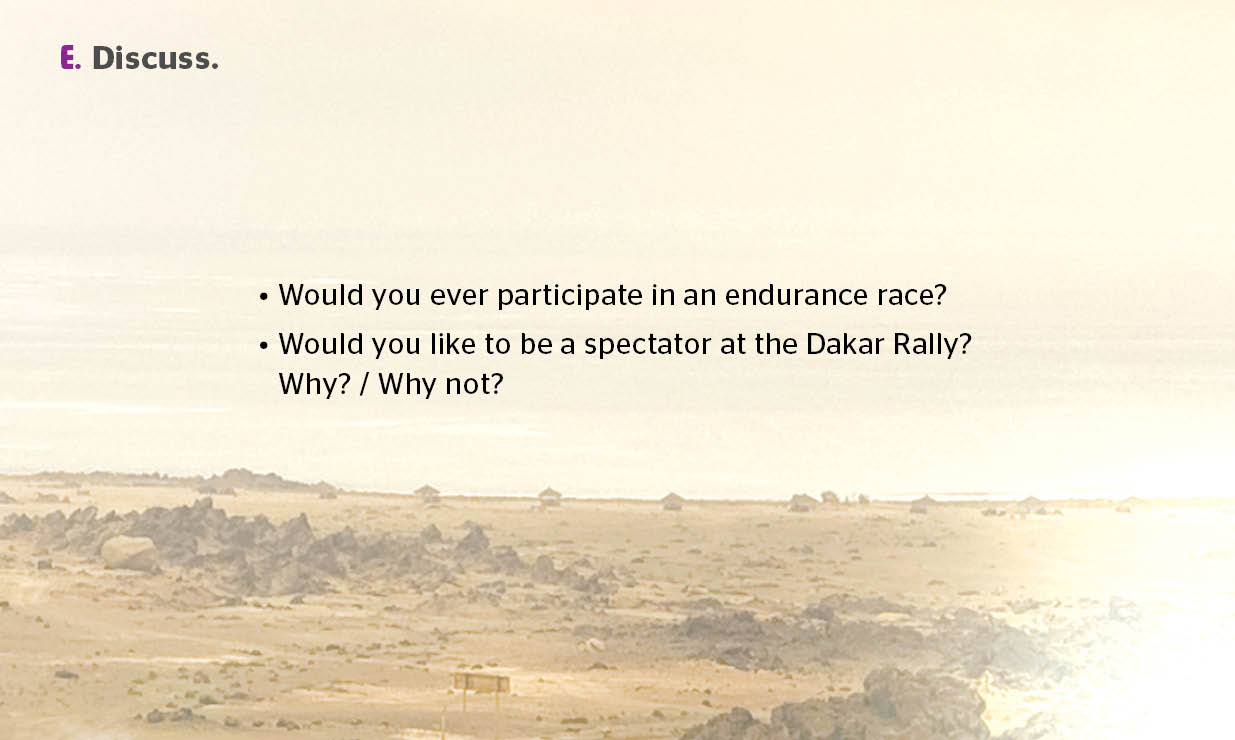 E. Discuss.
• Would you ever participate in an endurance race?
• Would you like to be a spectator at the Dakar Rally?
Why? / Why not?